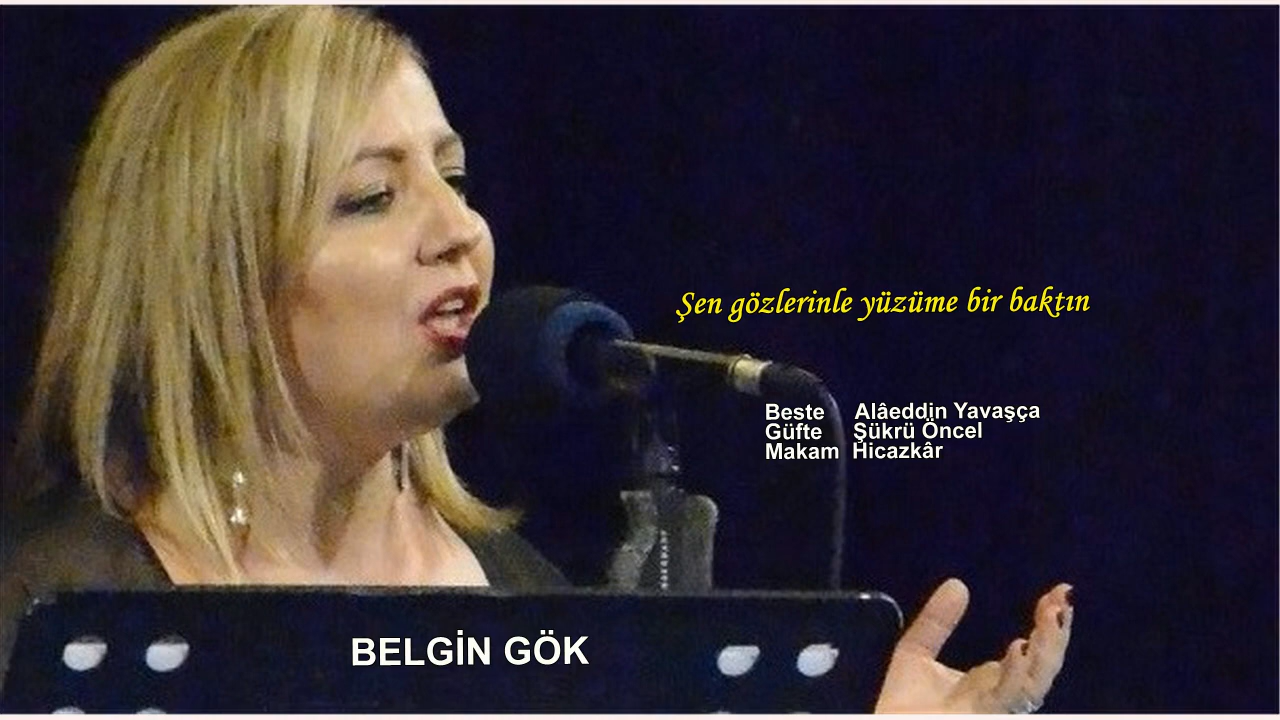 Şen gözlerinle yüzüme bir baktın
Beste Alâeddin Yavaşça
Güfte Şükrü Öncel
Makam Hicazkâr
BELGİN GÖK